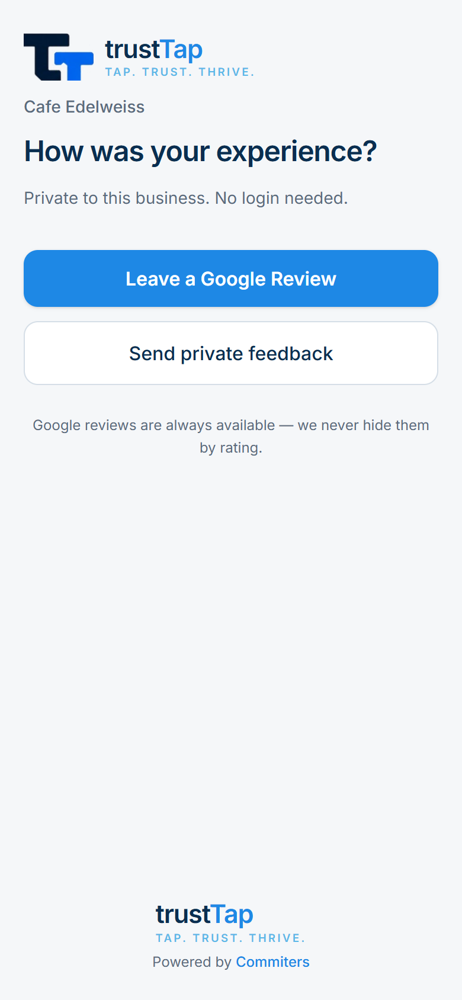 trustTap
TAP. TRUST. THRIVE.
Cafe Edelweiss
How was your experience?
Private to this business. No login needed.
Leave a Google Review
Send private feedback
Google reviews are always available — we never hide them
by rating.
trustTap
TAP. TRUST. THRIVE.
Powered by Commiters